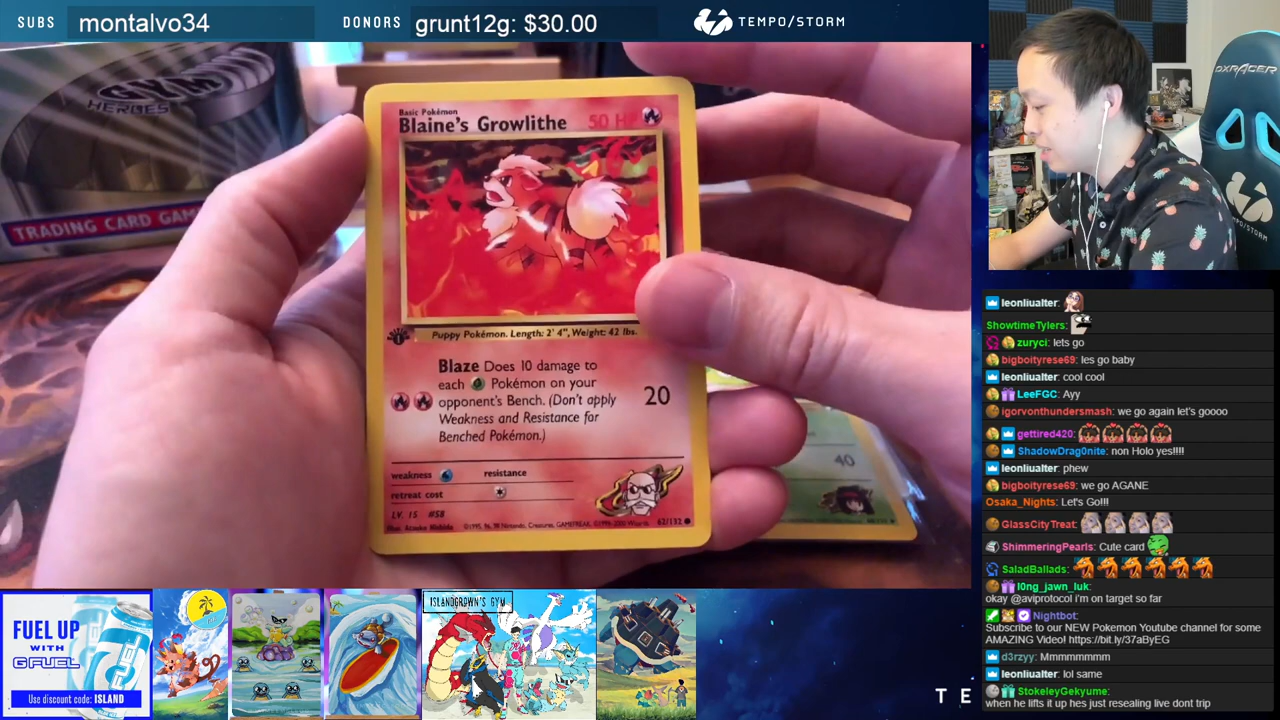 SUBS montalvo34 DONORS grunt12g: $30.00 TEMPO/STORM
GYM
HEROES
TRADING CARD GAM
Basic Pokémon
Blaine's Growlithe 50 HP
Puppy Pokémon. Length: 2' 4", Weight: 42 lbs.
Blaze Does 10 damage to
each Pokémon on your
opponent's Bench. (Don't apply
Weakness and Resistance for
Benched Pokémon.)
20
weakness resistance
retreat cost
LV. 15 #58
62/132
40
DXRACER
TEMPO/STORM
leonliualter:
ShowtimeTylers:
zuryci: lets go
bigboityrese69: les go baby
leonliualter: cool cool
LeeFGC: Ayy
igorvonthundersmash: we go again let's goooo
gettired420:
ShadowDrag0nite: non Holo yes!!!!
leonliualter: phew
bigboityrese69: we go AGANE
Osaka_Nights: Let's Go!!!
GlassCityTreat:
ShimmeringPearls: Cute card
SaladBallads:
l0ng_jawn_luk:
okay @aviprotocol i'm on target so far
Nightbot:
Subscribe to our NEW Pokemon Youtube channel for some
AMAZING Video! https://bit.ly/37aByEG
d3rzyy: Mmmmmmmm
leonliualter: lol same
StokeleyGekyume:
when he lifts it up hes just resealing live dont trip
FUEL UP
WITH
GFUEL
Use discount code: ISLAND
ISLANDGROWN'S GYM
T E